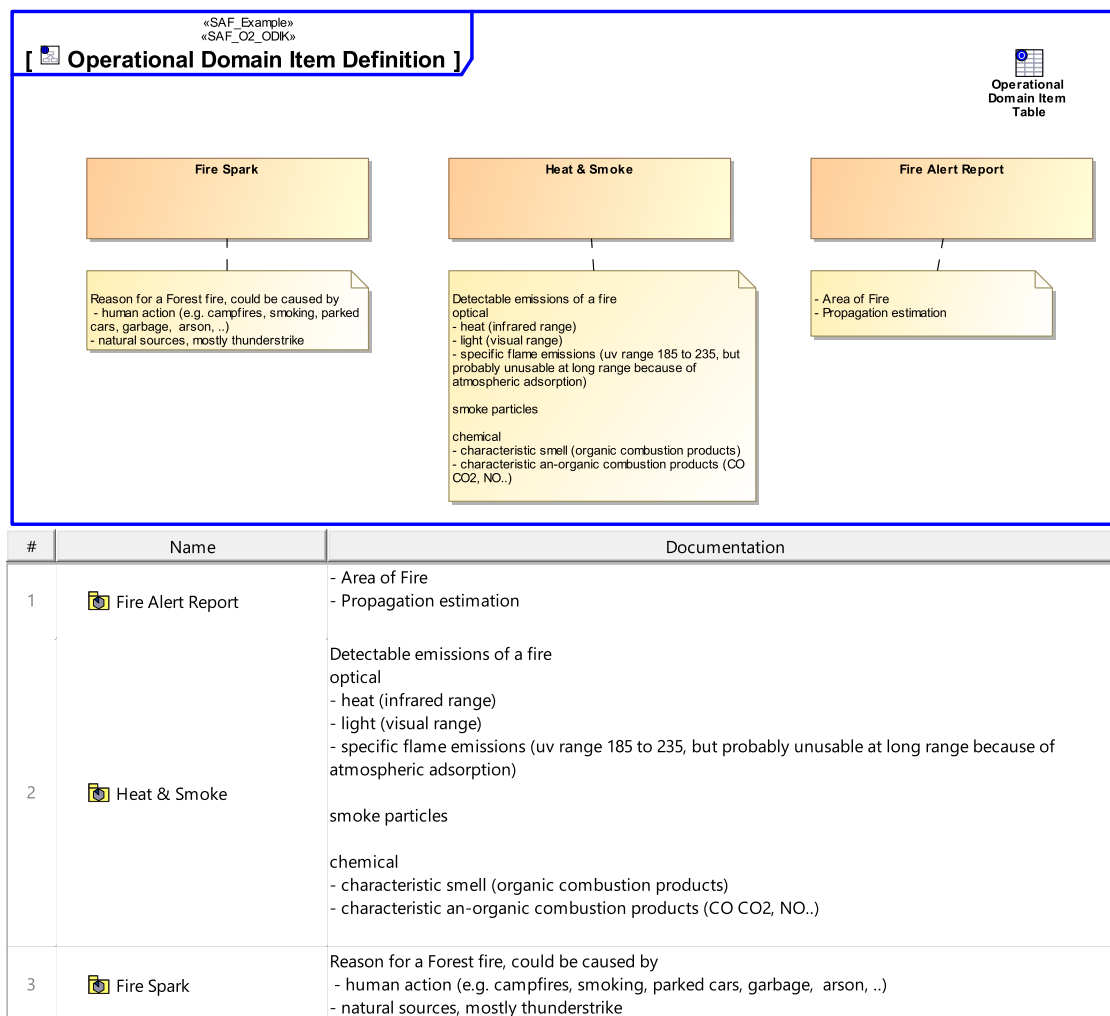 «SAF_Example»
«SAF_O2_ODIK»
[ Operational Domain Item Definition ]
Operational
Domain Item
Table
Fire Spark
Heat & Smoke
Fire Alert Report
Reason for a Forest fire, could be caused by
- human action (e.g. campfires, smoking, parked
cars, garbage,  arson, ..)
- natural sources, mostly thunderstrike
Detectable emissions of a fire
optical
- heat (infrared range)
- light (visual range)
- specific flame emissions (uv range 185 to 235, but
probably unusable at long range because of
atmospheric adsorption)
smoke particles
chemical
- characteristic smell (organic combustion products)
- characteristic an-organic combustion products (CO
CO2, NO..)
- Area of Fire
- Propagation estimation
# Name Documentation
1 Fire Alert Report
- Area of Fire
- Propagation estimation
2 Heat & Smoke
Detectable emissions of a fire
optical
- heat (infrared range)
- light (visual range)
- specific flame emissions (uv range 185 to 235, but probably unusable at long range because of
atmospheric adsorption)
smoke particles
chemical
- characteristic smell (organic combustion products)
- characteristic an-organic combustion products (CO CO2, NO..)
3 Fire Spark
Reason for a Forest fire, could be caused by
- human action (e.g. campfires, smoking, parked cars, garbage,  arson, ..)
- natural sources, mostly thunderstrike